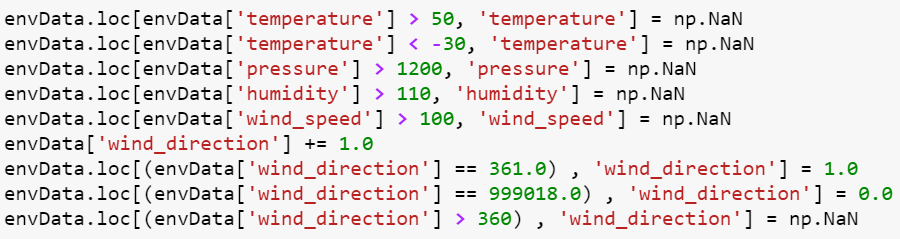 envData.loc[envData['temperature'] > 50, 'temperature'] = np.NaN
envData.loc[envData['temperature'] < -30, 'temperature'] = np.NaN
envData.loc[envData['pressure'] > 1200, 'pressure'] = np.NaN
envData.loc[envData['humidity'] > 110, 'humidity'] = np.NaN
envData.loc[envData['wind_speed'] > 100, 'wind_speed'] = np.NaN
envData['wind_direction'] += 1.0
envData.loc[(envData['wind_direction'] == 361.0) , 'wind_direction'] = 1.0
envData.loc[(envData['wind_direction'] == 999018.0) , 'wind_direction'] = 0.0
envData.loc[(envData['wind_direction'] > 360) , 'wind_direction'] = np.NaN